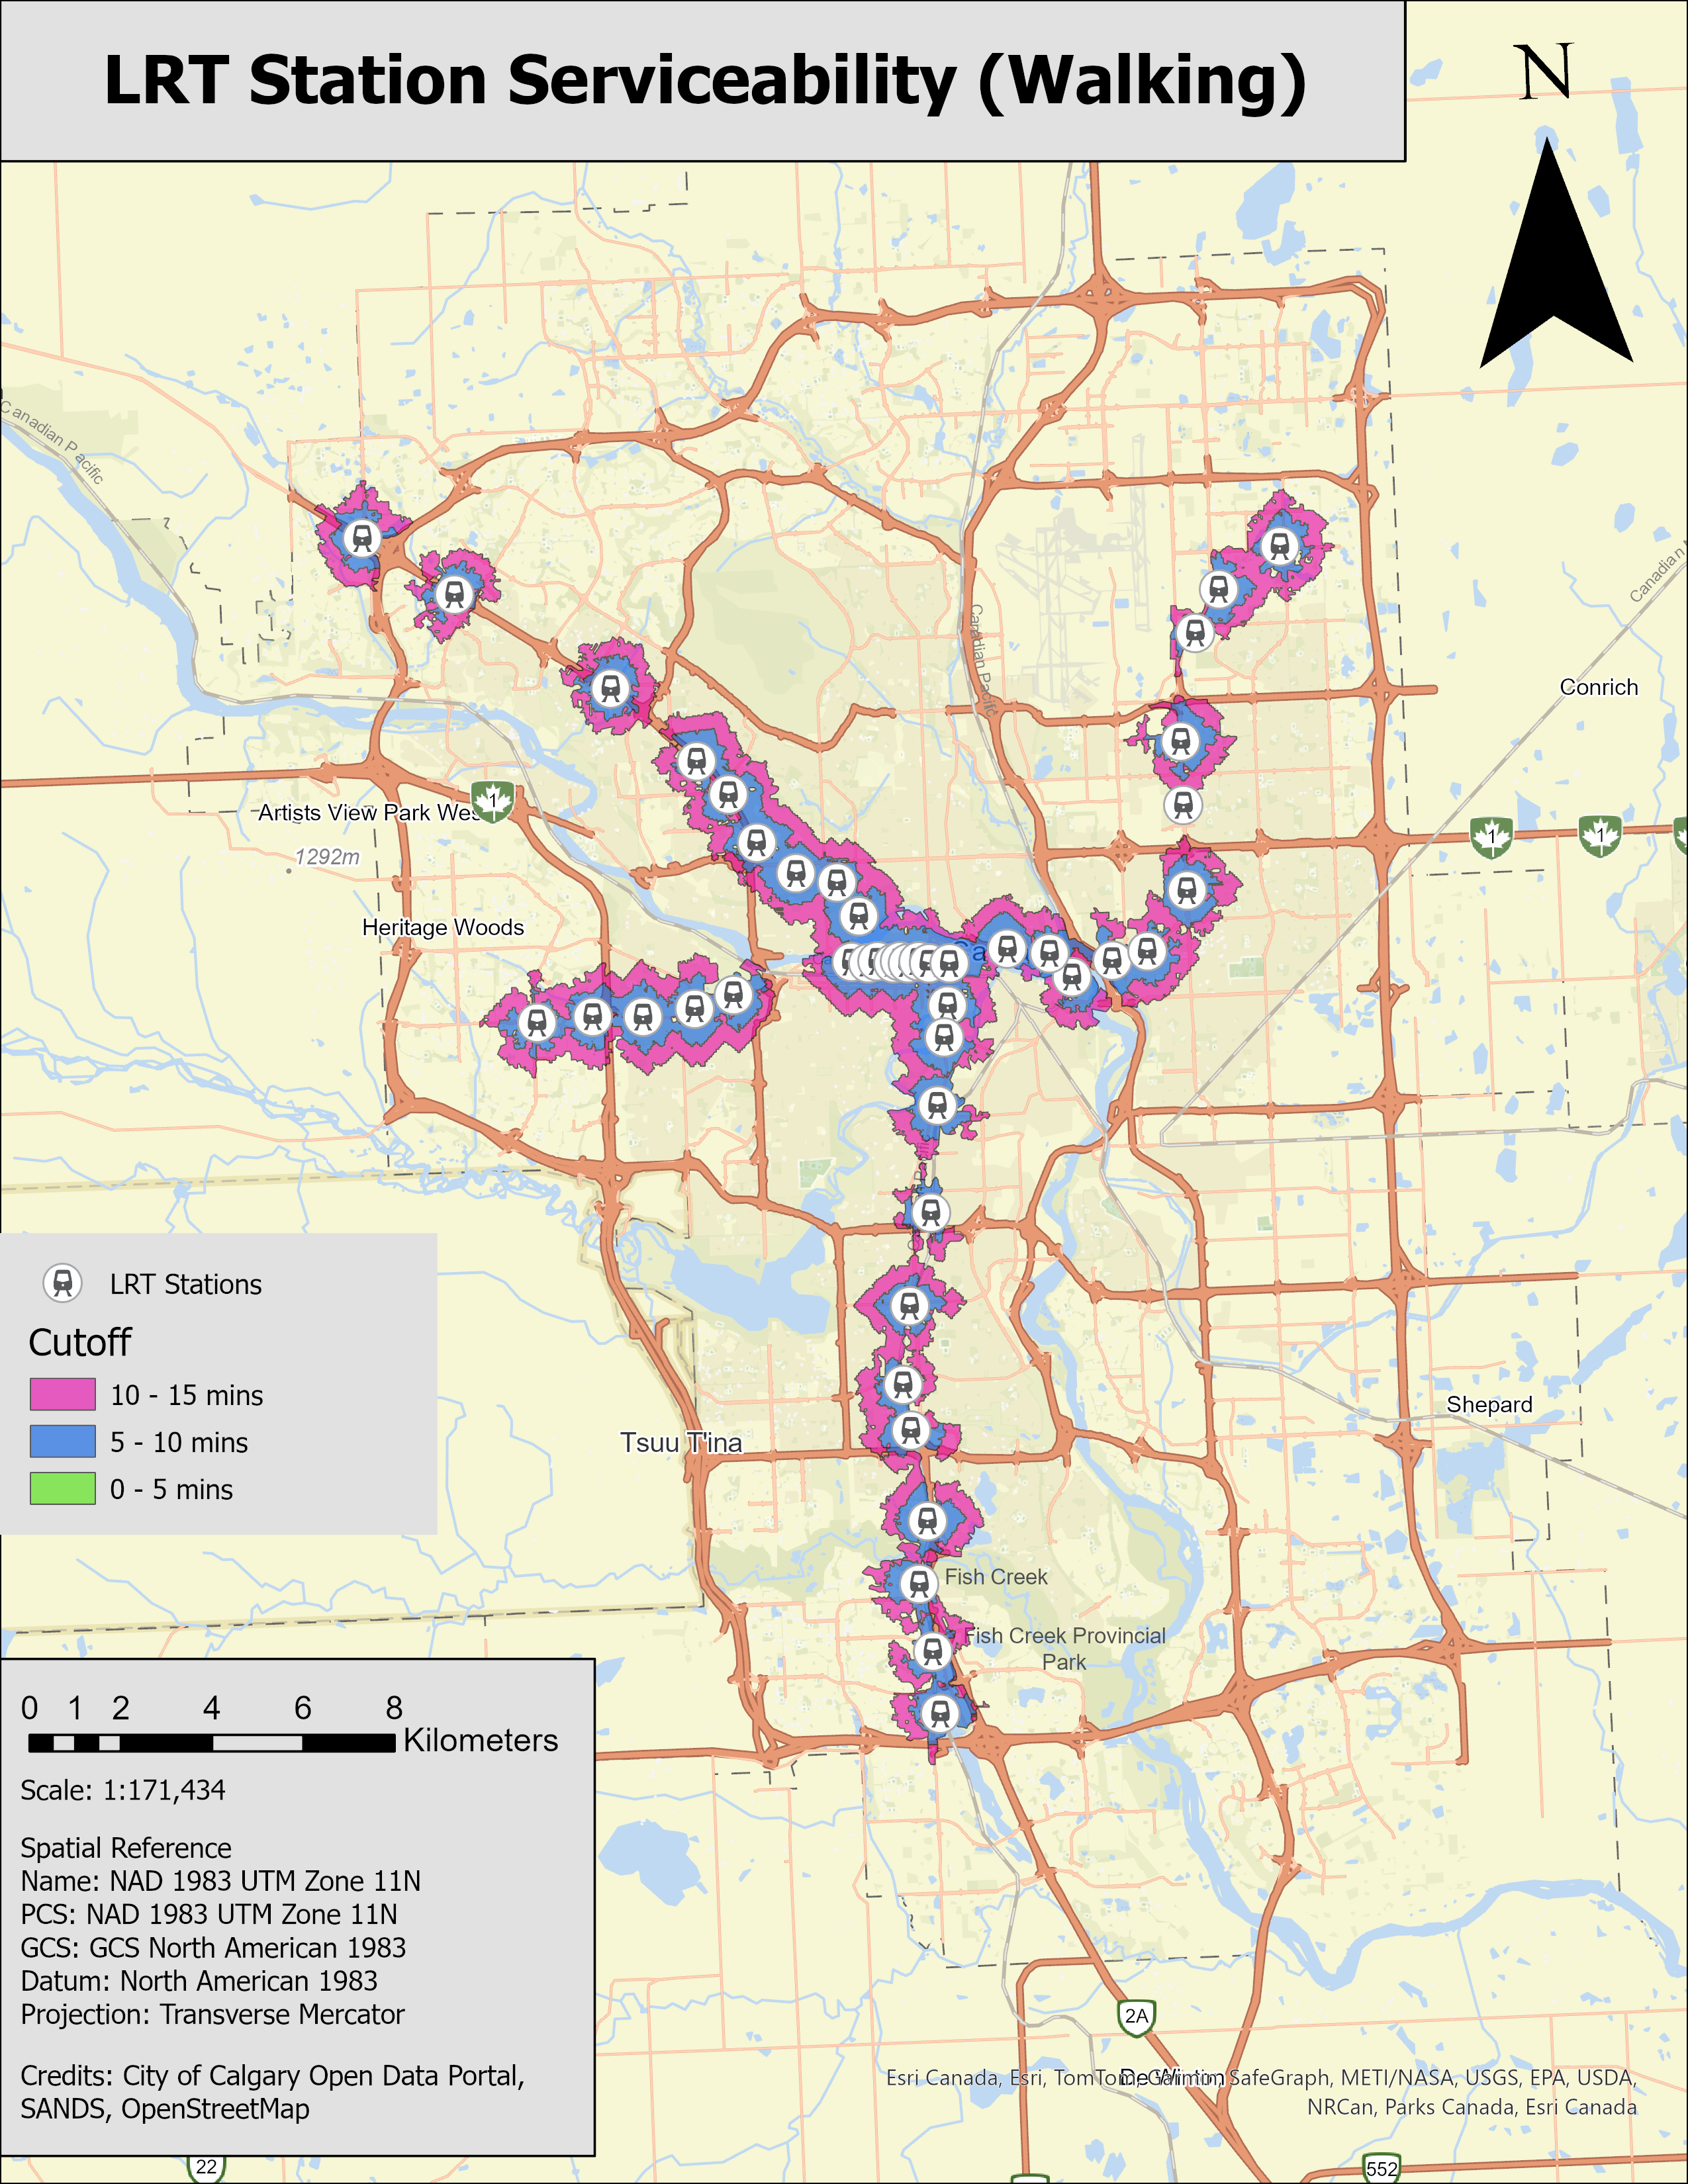 LRT Station Serviceability (Walking)
N
Canadian Pacific
Canadian Pacific
Canadian
Conrich
1
Artists View Park Wes
1292m
1
1
Heritage Woods
Ca
LRT Stations
Cutoff
10 - 15 mins
5 - 10 mins
0 - 5 mins
Shepard
Tsuu T'ina
Fish Creek
Fish Creek Provincial
Park
0 1 2 4 6 8
Kilometers
Scale: 1:171,434
Spatial Reference
Name: NAD 1983 UTM Zone 11N
PCS: NAD 1983 UTM Zone 11N
GCS: GCS North American 1983
Datum: North American 1983
Projection: Transverse Mercator
Credits: City of Calgary Open Data Portal,
SANDS, OpenStreetMap
2A
Esri Canada, Esri, TomTom, Garmin, SafeGraph, METI/NASA, USGS, EPA, USDA,
NRCan, Parks Canada, Esri Canada
De Winton
22
552